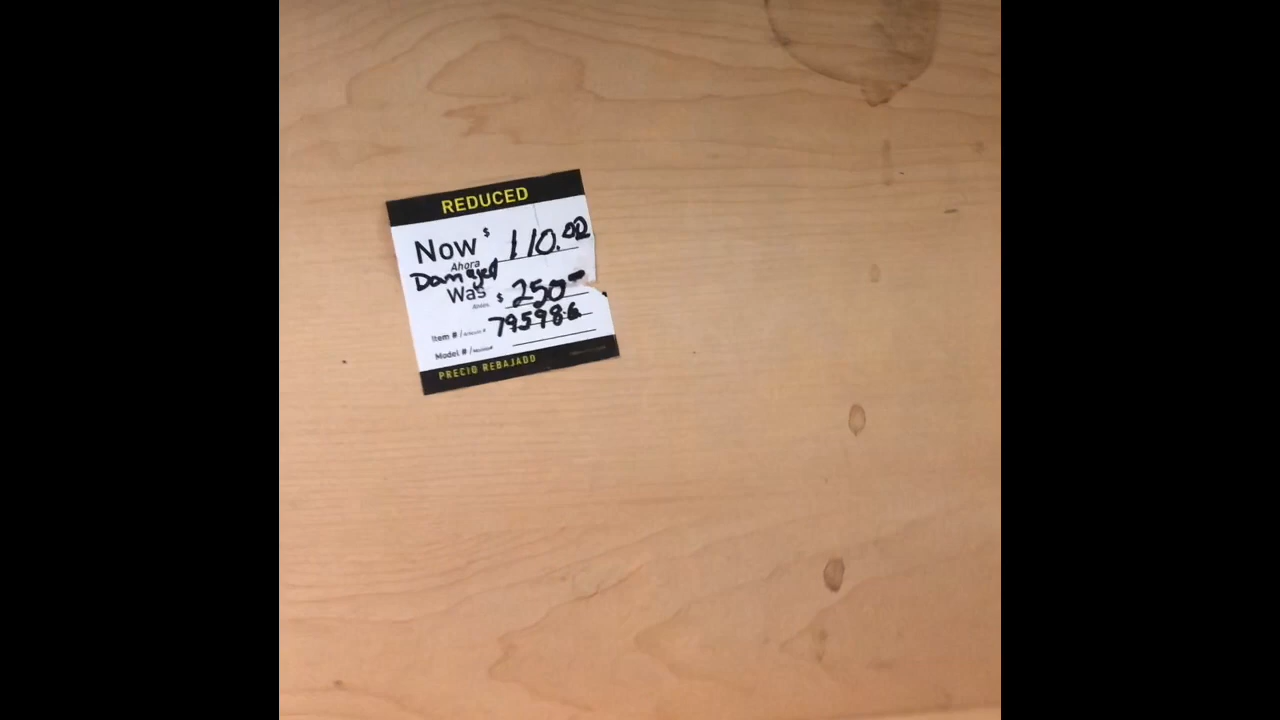 REDUCED
Now $ 110.00
Ahora
Damaged
Was $ 250-
Item # / 795986
Model # /
PRECIO REBAJADO